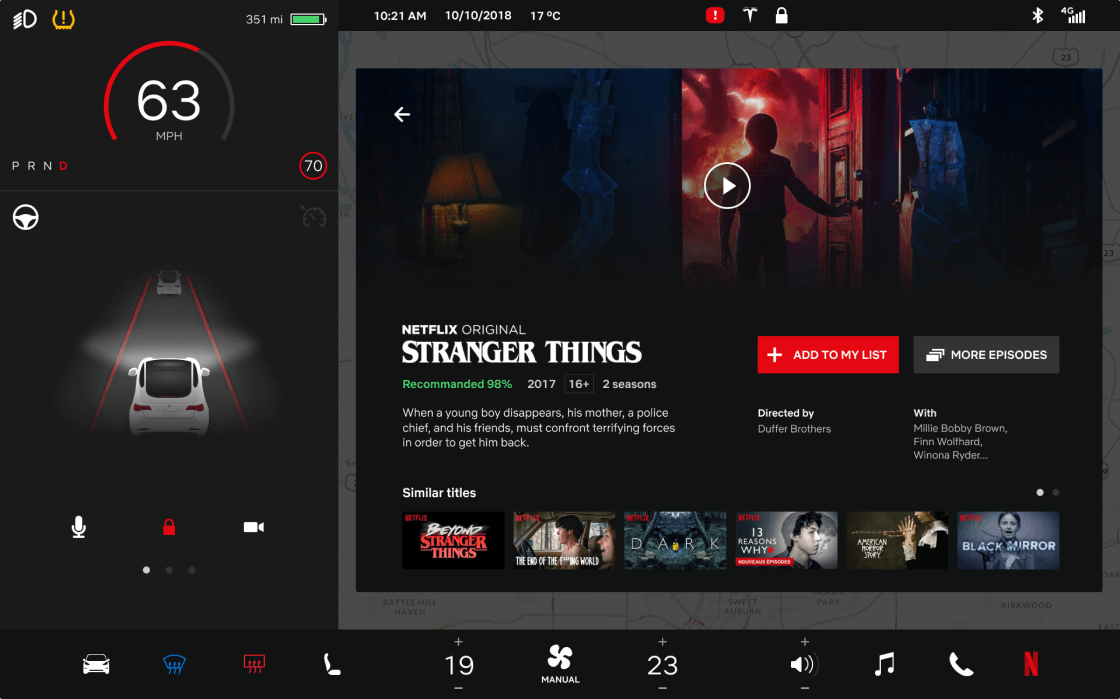 351 mi
10:21 AM 10/10/2018 17 ºC
!
4G
63
MPH
P R N D
70
23
NETFLIX ORIGINAL
STRANGER THINGS
Recommanded 98% 2017 16+ 2 seasons
When a young boy disappears, his mother, a police
chief, and his friends, must confront terrifying forces
in order to get him back.
ADD TO MY LIST
MORE EPISODES
Directed by
Duffer Brothers
With
Millie Bobby Brown,
Finn Wolfhard,
Winona Ryder...
Similar titles
NETFLIX
BEYOND
STRANGER
THINGS
NETFLIX
THE END OF THE F***ING WORLD
NETFLIX
DARK
NETFLIX
13
REASONS
WHY
NOUVEAUX ÉPISODES
AMERICAN
HORROR
STORY
NETFLIX
BLACK MIRROR
BATTLE HILL
HAVEN
SWEET
AUBURN
PARK
KIRKWOOD
+
19
–
MANUAL
+
23
–
+
–
N